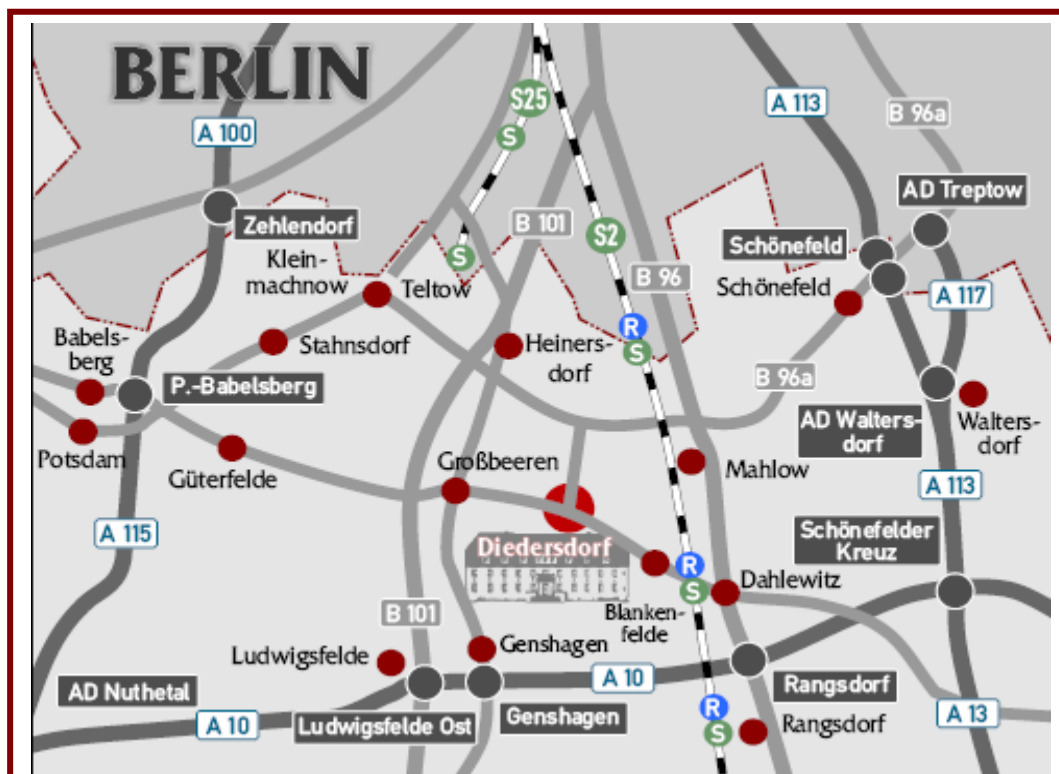 BERLIN
A 100
S25
S
A 113
B 96a
AD Treptow
Zehlendorf
B 101
S2
Schönefeld
Klein-
machnow
Teltow
S
B 96
Schönefeld
A 117
Babels-
berg
Stahnsdorf
R
S
Heiners-
dorf
B 96a
P.-Babelsberg
AD Walters-
dorf
Walters-
dorf
Potsdam
Güterfelde
Großbeeren
Mahlow
A 113
A 115
Schönefelder
Kreuz
Diedersdorf
R
S
Dahlewitz
B 101
Blanken-
felde
Ludwigsfelde
Genshagen
A 10
AD Nuthetal
Rangsdorf
A 10
Ludwigsfelde Ost
Genshagen
R
S
Rangsdorf
A 13